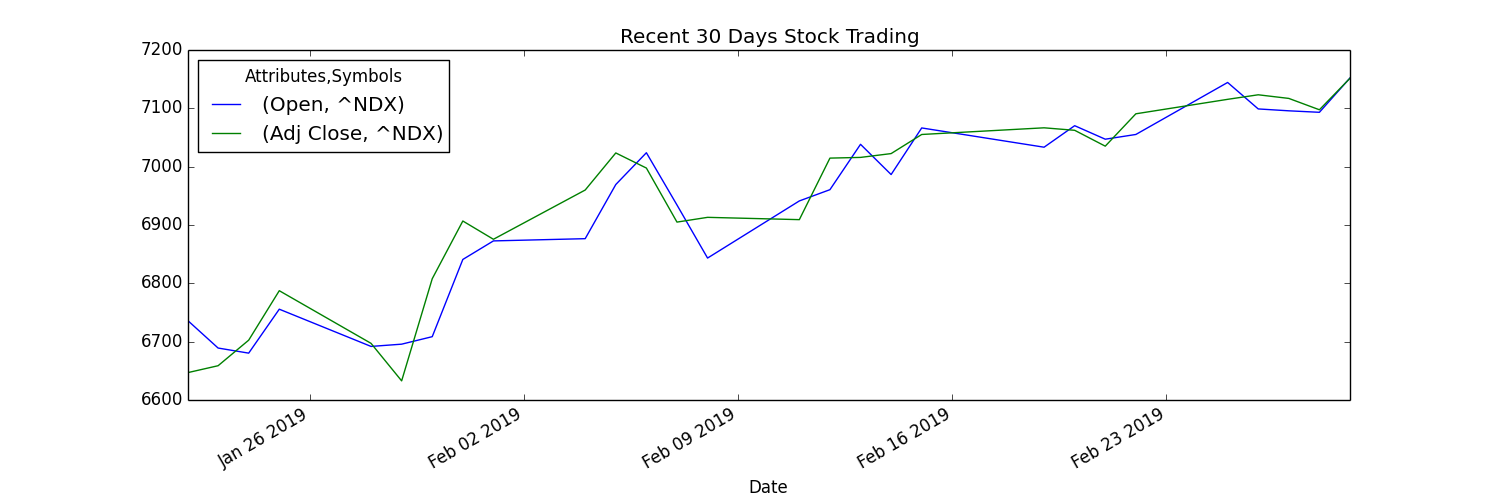 Recent 30 Days Stock Trading
7200
7100
7000
6900
6800
6700
6600
Attributes,Symbols
(Open, ^NDX)
(Adj Close, ^NDX)
Jan 26 2019
Feb 02 2019
Feb 09 2019
Feb 16 2019
Feb 23 2019
Date